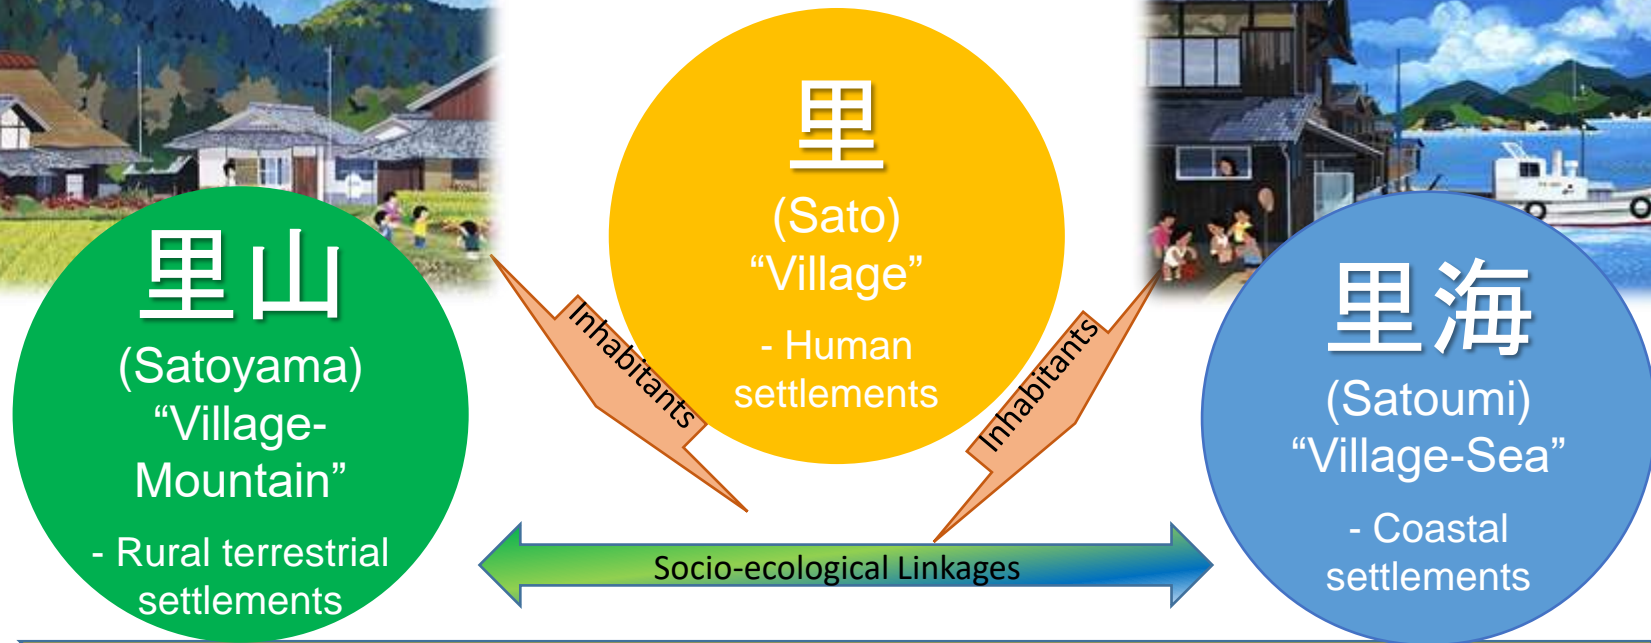 里山
(Satoyama)
“Village-
Mountain”
- Rural terrestrial
settlements
里
(Sato)
“Village”
- Human
settlements
Inhabitants
Inhabitants
Socio-ecological Linkages
里海
(Satoumi)
“Village-Sea”
- Coastal
settlements